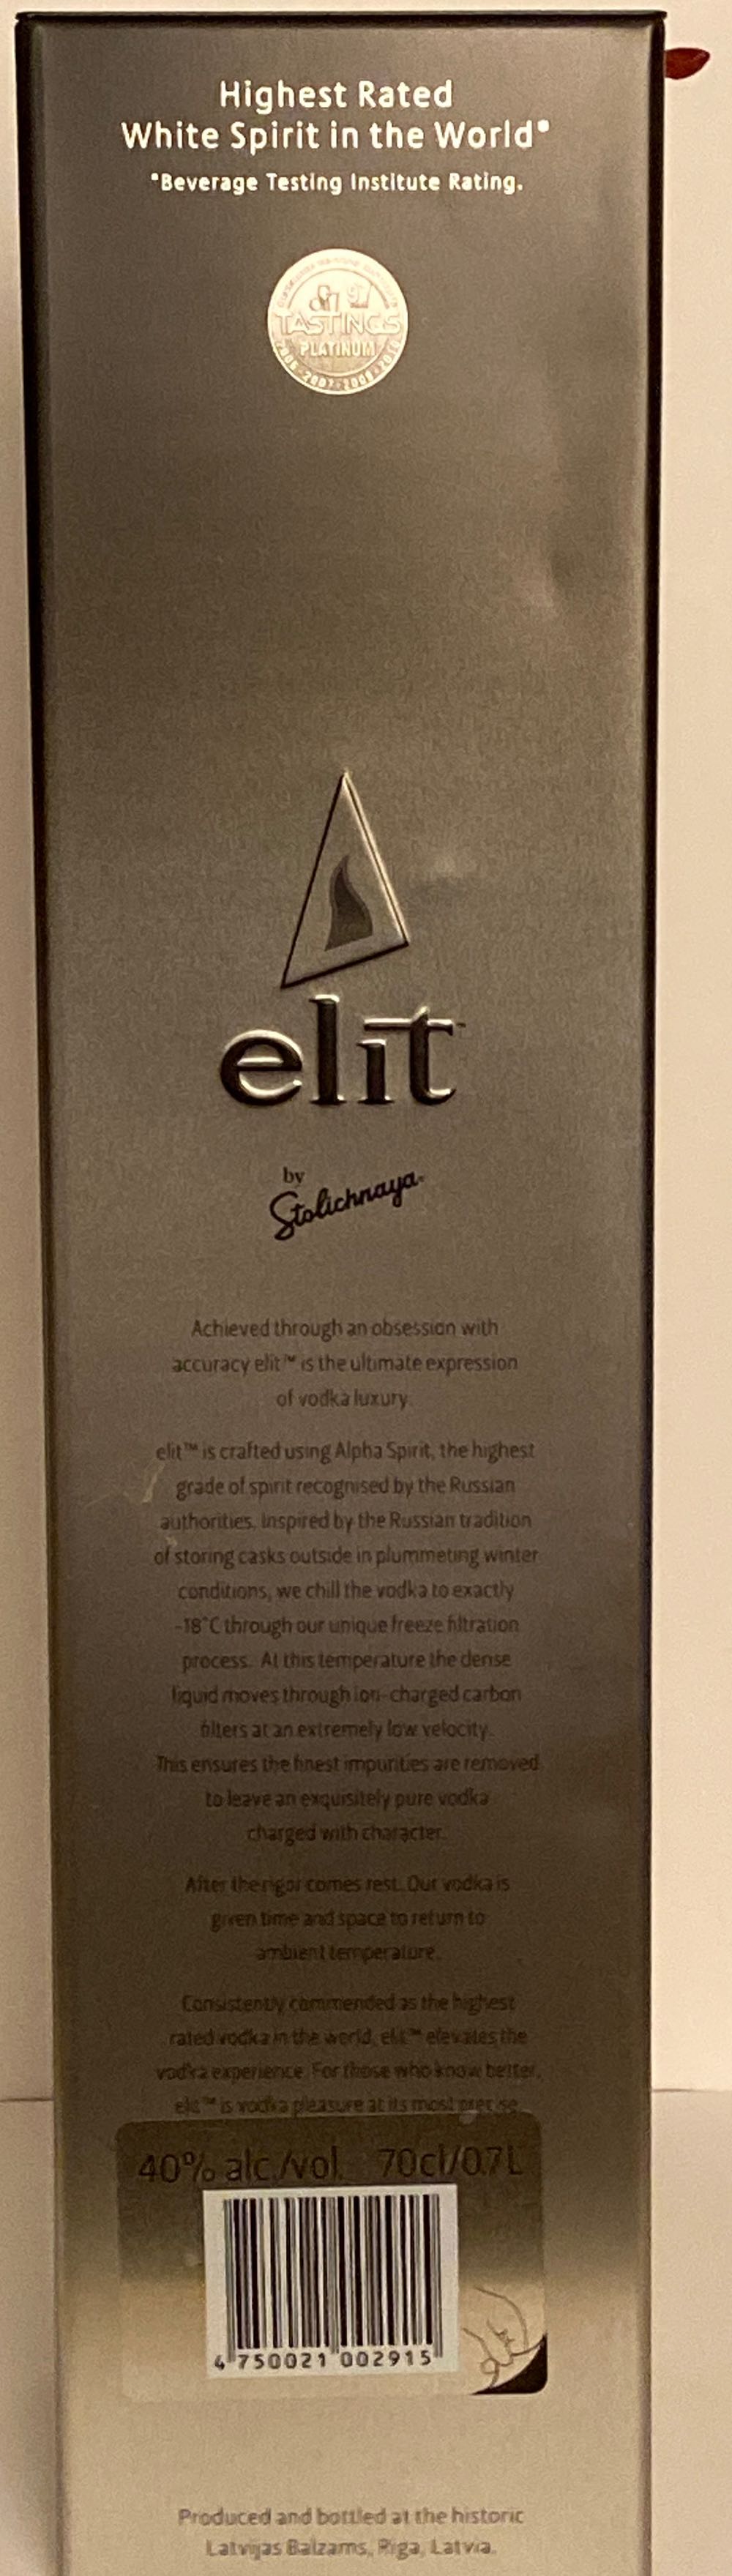 Highest Rated
White Spirit in the World*
*Beverage Testing Institute Rating.
TASTINGS
PLATINUM
elit™
by
Stolichnaya
Achieved through an obsession with
accuracy elit™ is the ultimate expression
of vodka luxury.
elit™ is crafted using Alpha Spirit, the highest
grade of spirit recognised by the Russian
authorities. Inspired by the Russian tradition
of storing casks outside in plummeting winter
conditions, we chill the vodka to exactly
-18°C through our unique freeze filtration
process. At this temperature the dense
liquid moves through ion-charged carbon
filters at an extremely low velocity.
This ensures the finest impurities are removed
to leave an exquisitely pure vodka
charged with character.
After the rigor comes rest. Our vodka is
given time and space to return to
ambient temperature.
Consistently commended as the highest
rated vodka in the world, elit™ elevates the
vodka experience. For those who know better,
elit™ is vodka pleasure at its most precise.
40% alc./vol. 70cl/0.7L
4 750021 002915
Produced and bottled at the historic
Latvijas Balzams, Riga, Latvia.